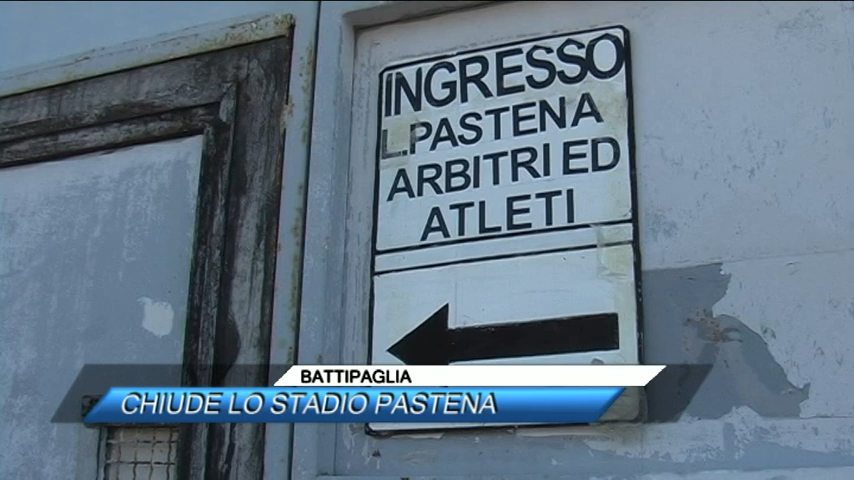 INGRESSO
L.PASTENA
ARBITRI ED
ATLETI
BATTIPAGLIA
CHIUDE LO STADIO PASTENA